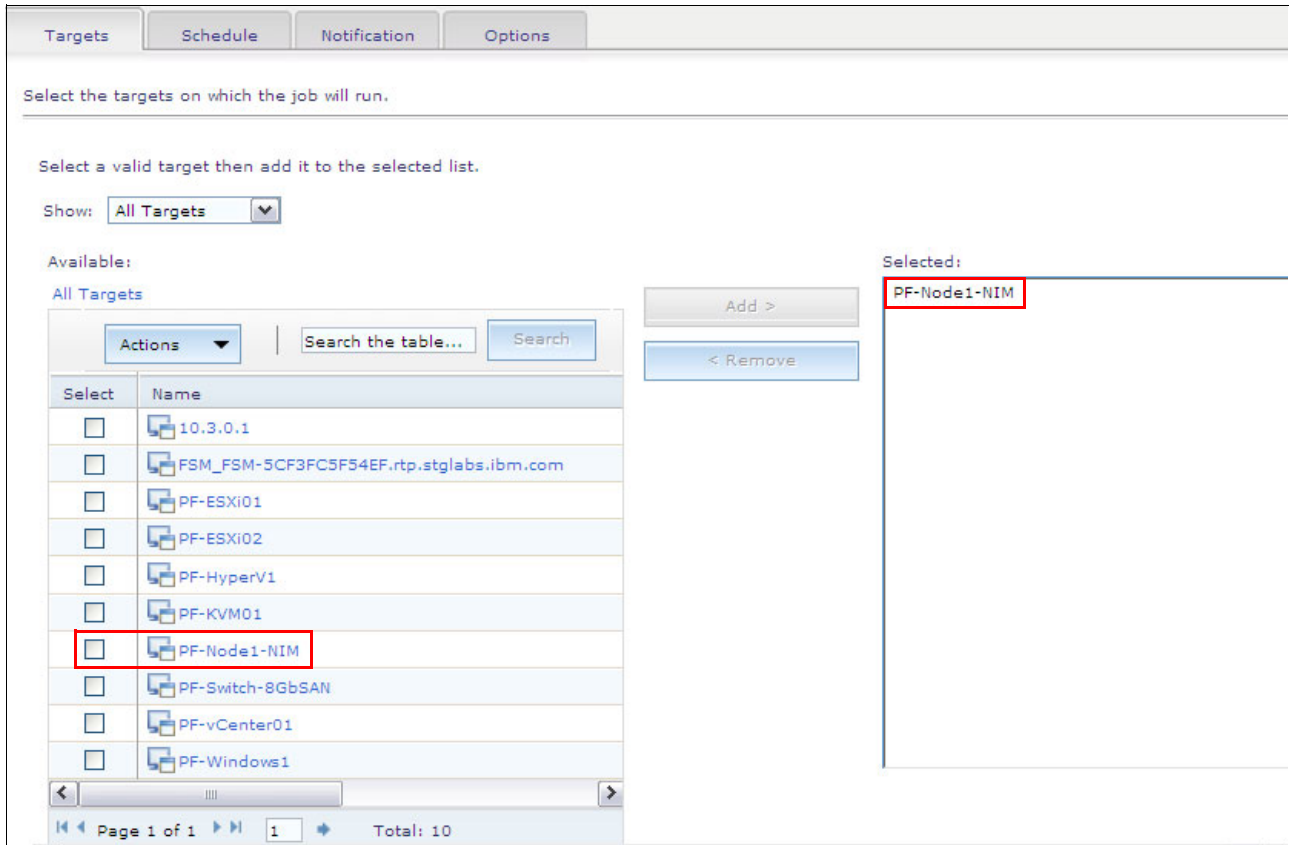 Targets Schedule Notification Options
Select the targets on which the job will run.
Select a valid target then add it to the selected list.
Show: All Targets
Available:
All Targets
Actions Search the table... Search
Select Name
10.3.0.1
FSM_FSM-5CF3FC5F54EF.rtp.stglabs.ibm.com
PF-ESXi01
PF-ESXi02
PF-HyperV1
PF-KVM01
PF-Node1-NIM
PF-Switch-8GbSAN
PF-vCenter01
PF-Windows1
Page 1 of 1 1 Total: 10
Add >
< Remove
Selected:
PF-Node1-NIM